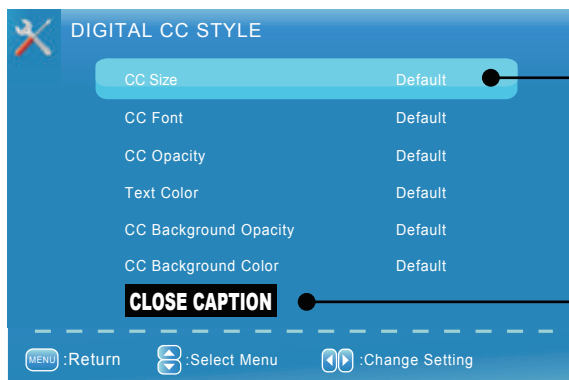 DIGITAL CC STYLE
CC Size Default
CC Font Default
CC Opacity Default
Text Color Default
CC Background Opacity Default
CC Background Color Default
CLOSE CAPTION
MENU :Return :Select Menu :Change Setting